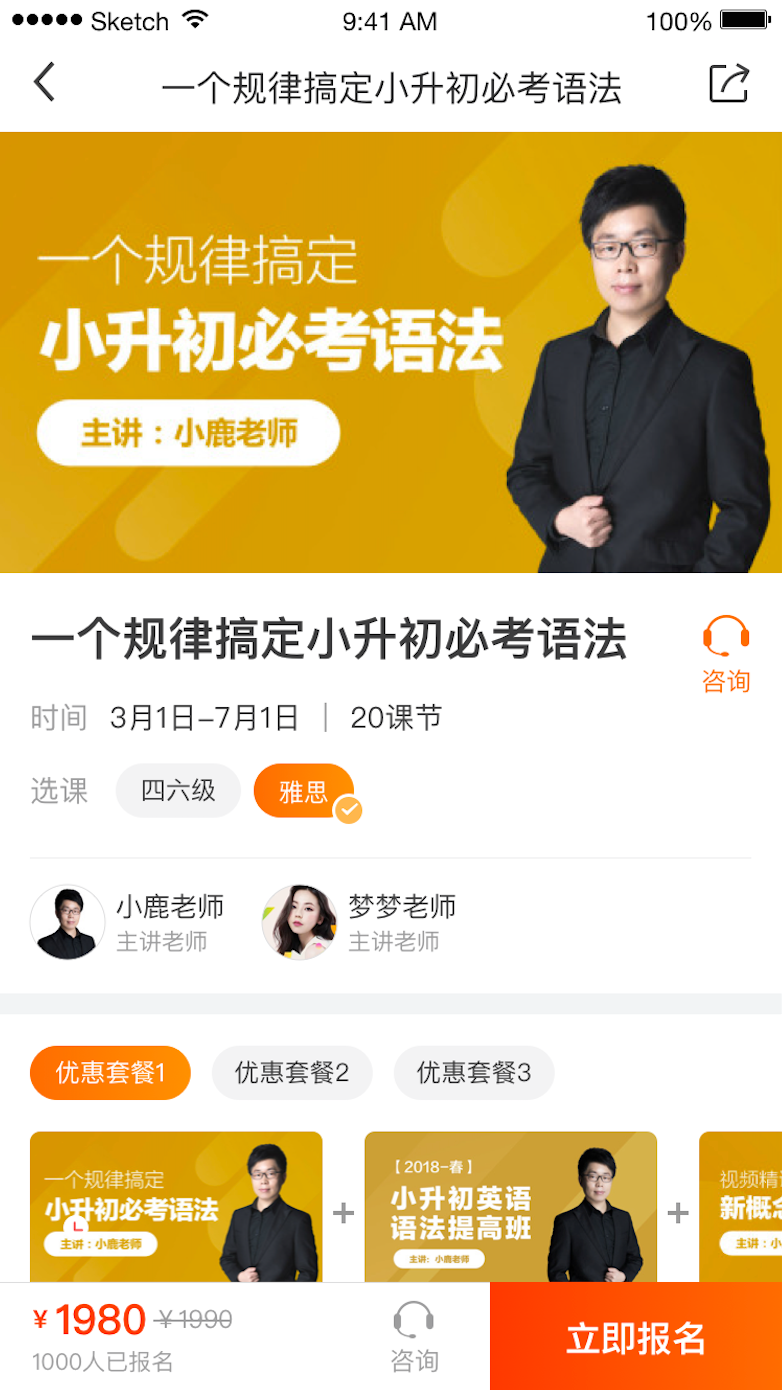 Sketch 9:41 AM 100%
一个规律搞定小升初必考语法
一个规律搞定
小升初必考语法
主讲：小鹿老师
一个规律搞定小升初必考语法
咨询
时间 3月1日–7月1日 | 20课节
选课 四六级 雅思
小鹿老师 梦梦老师
主讲老师 主讲老师
优惠套餐1 优惠套餐2 优惠套餐3
一个规律搞定
小升初必考语法
主讲：小鹿老师
+
【2018–春】
小升初英语
语法提高班
主讲：小鹿老师
+
视频精
新概
主讲：小
¥1980 ¥1990
1000人已报名
咨询
立即报名